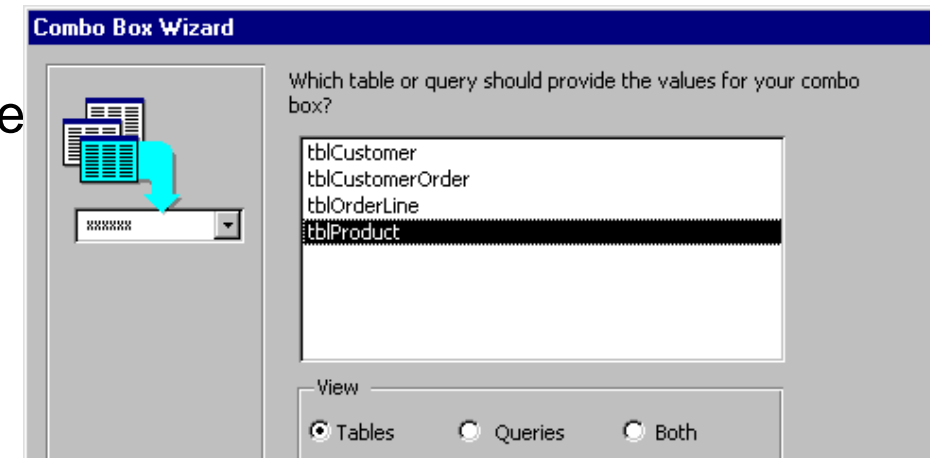 Combo Box Wizard
e
Which table or query should provide the values for your combo
box?
xxxxxx
tblCustomer
tblCustomerOrder
tblOrderLine
tblProduct
View
Tables Queries Both